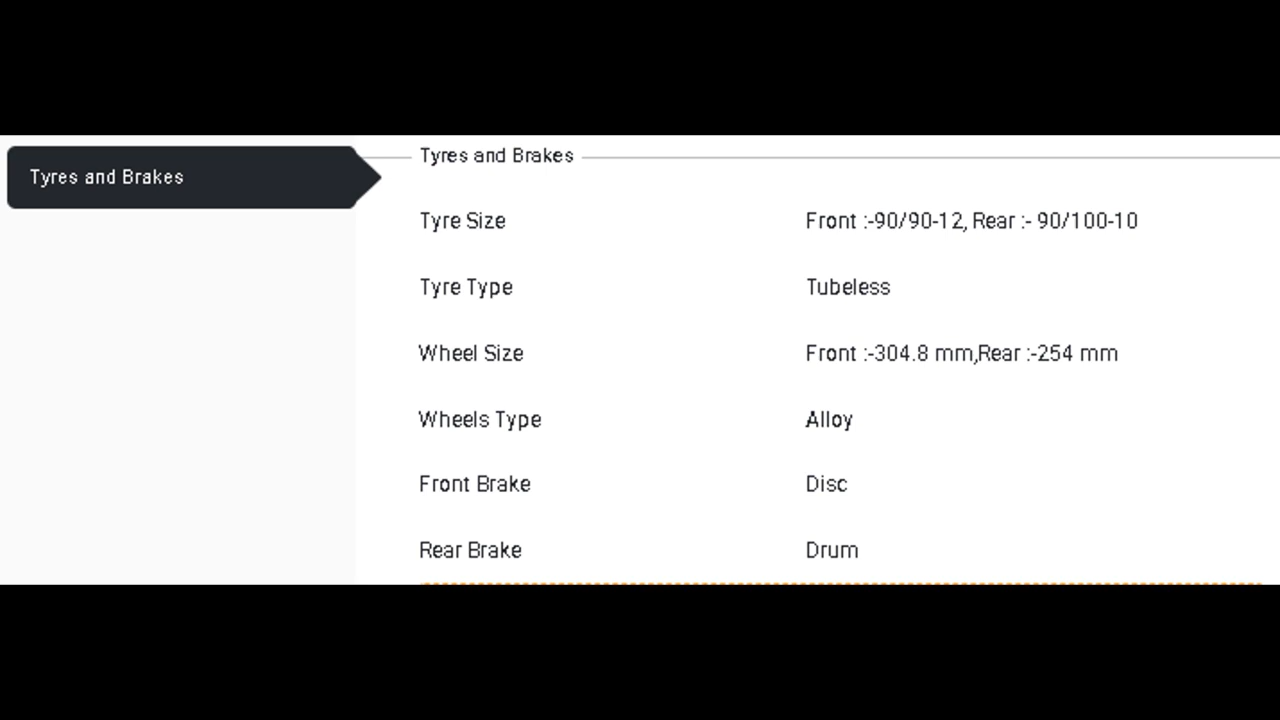 Tyres and Brakes
Tyres and Brakes
Tyre Size Front :-90/90-12, Rear :- 90/100-10
Tyre Type Tubeless
Wheel Size Front :-304.8 mm,Rear :-254 mm
Wheels Type Alloy
Front Brake Disc
Rear Brake Drum